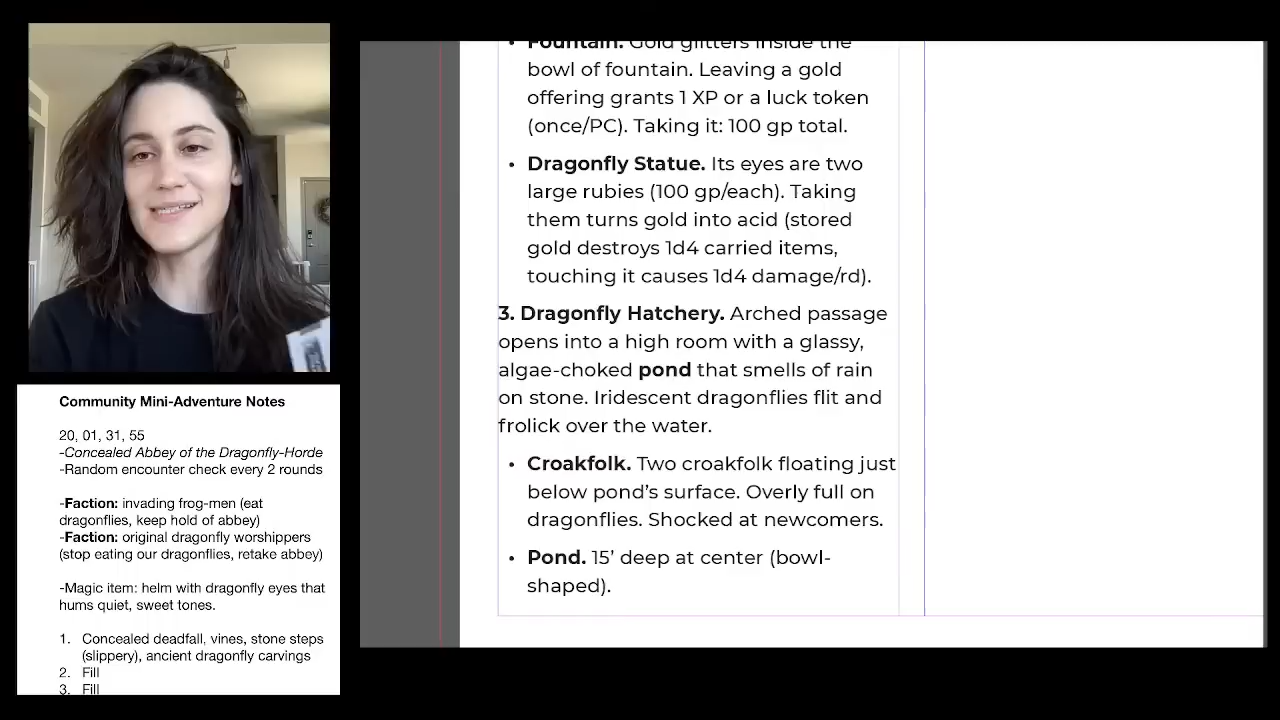 • Fountain. Gold glitters inside the
bowl of fountain. Leaving a gold
offering grants 1 XP or a luck token
(once/PC). Taking it: 100 gp total.
• Dragonfly Statue. Its eyes are two
large rubies (100 gp/each). Taking
them turns gold into acid (stored
gold destroys 1d4 carried items,
touching it causes 1d4 damage/rd).
3. Dragonfly Hatchery. Arched passage
opens into a high room with a glassy,
algae-choked pond that smells of rain
on stone. Iridescent dragonflies flit and
frolick over the water.
• Croakfolk. Two croakfolk floating just
below pond's surface. Overly full on
dragonflies. Shocked at newcomers.
• Pond. 15' deep at center (bowl-
shaped).
Community Mini-Adventure Notes
20, 01, 31, 55
-Concealed Abbey of the Dragonfly-Horde
-Random encounter check every 2 rounds
-Faction: invading frog-men (eat
dragonflies, keep hold of abbey)
-Faction: original dragonfly worshippers
(stop eating our dragonflies, retake abbey)
-Magic item: helm with dragonfly eyes that
hums quiet, sweet tones.
1. Concealed deadfall, vines, stone steps
(slippery), ancient dragonfly carvings
2. Fill
3. Fill